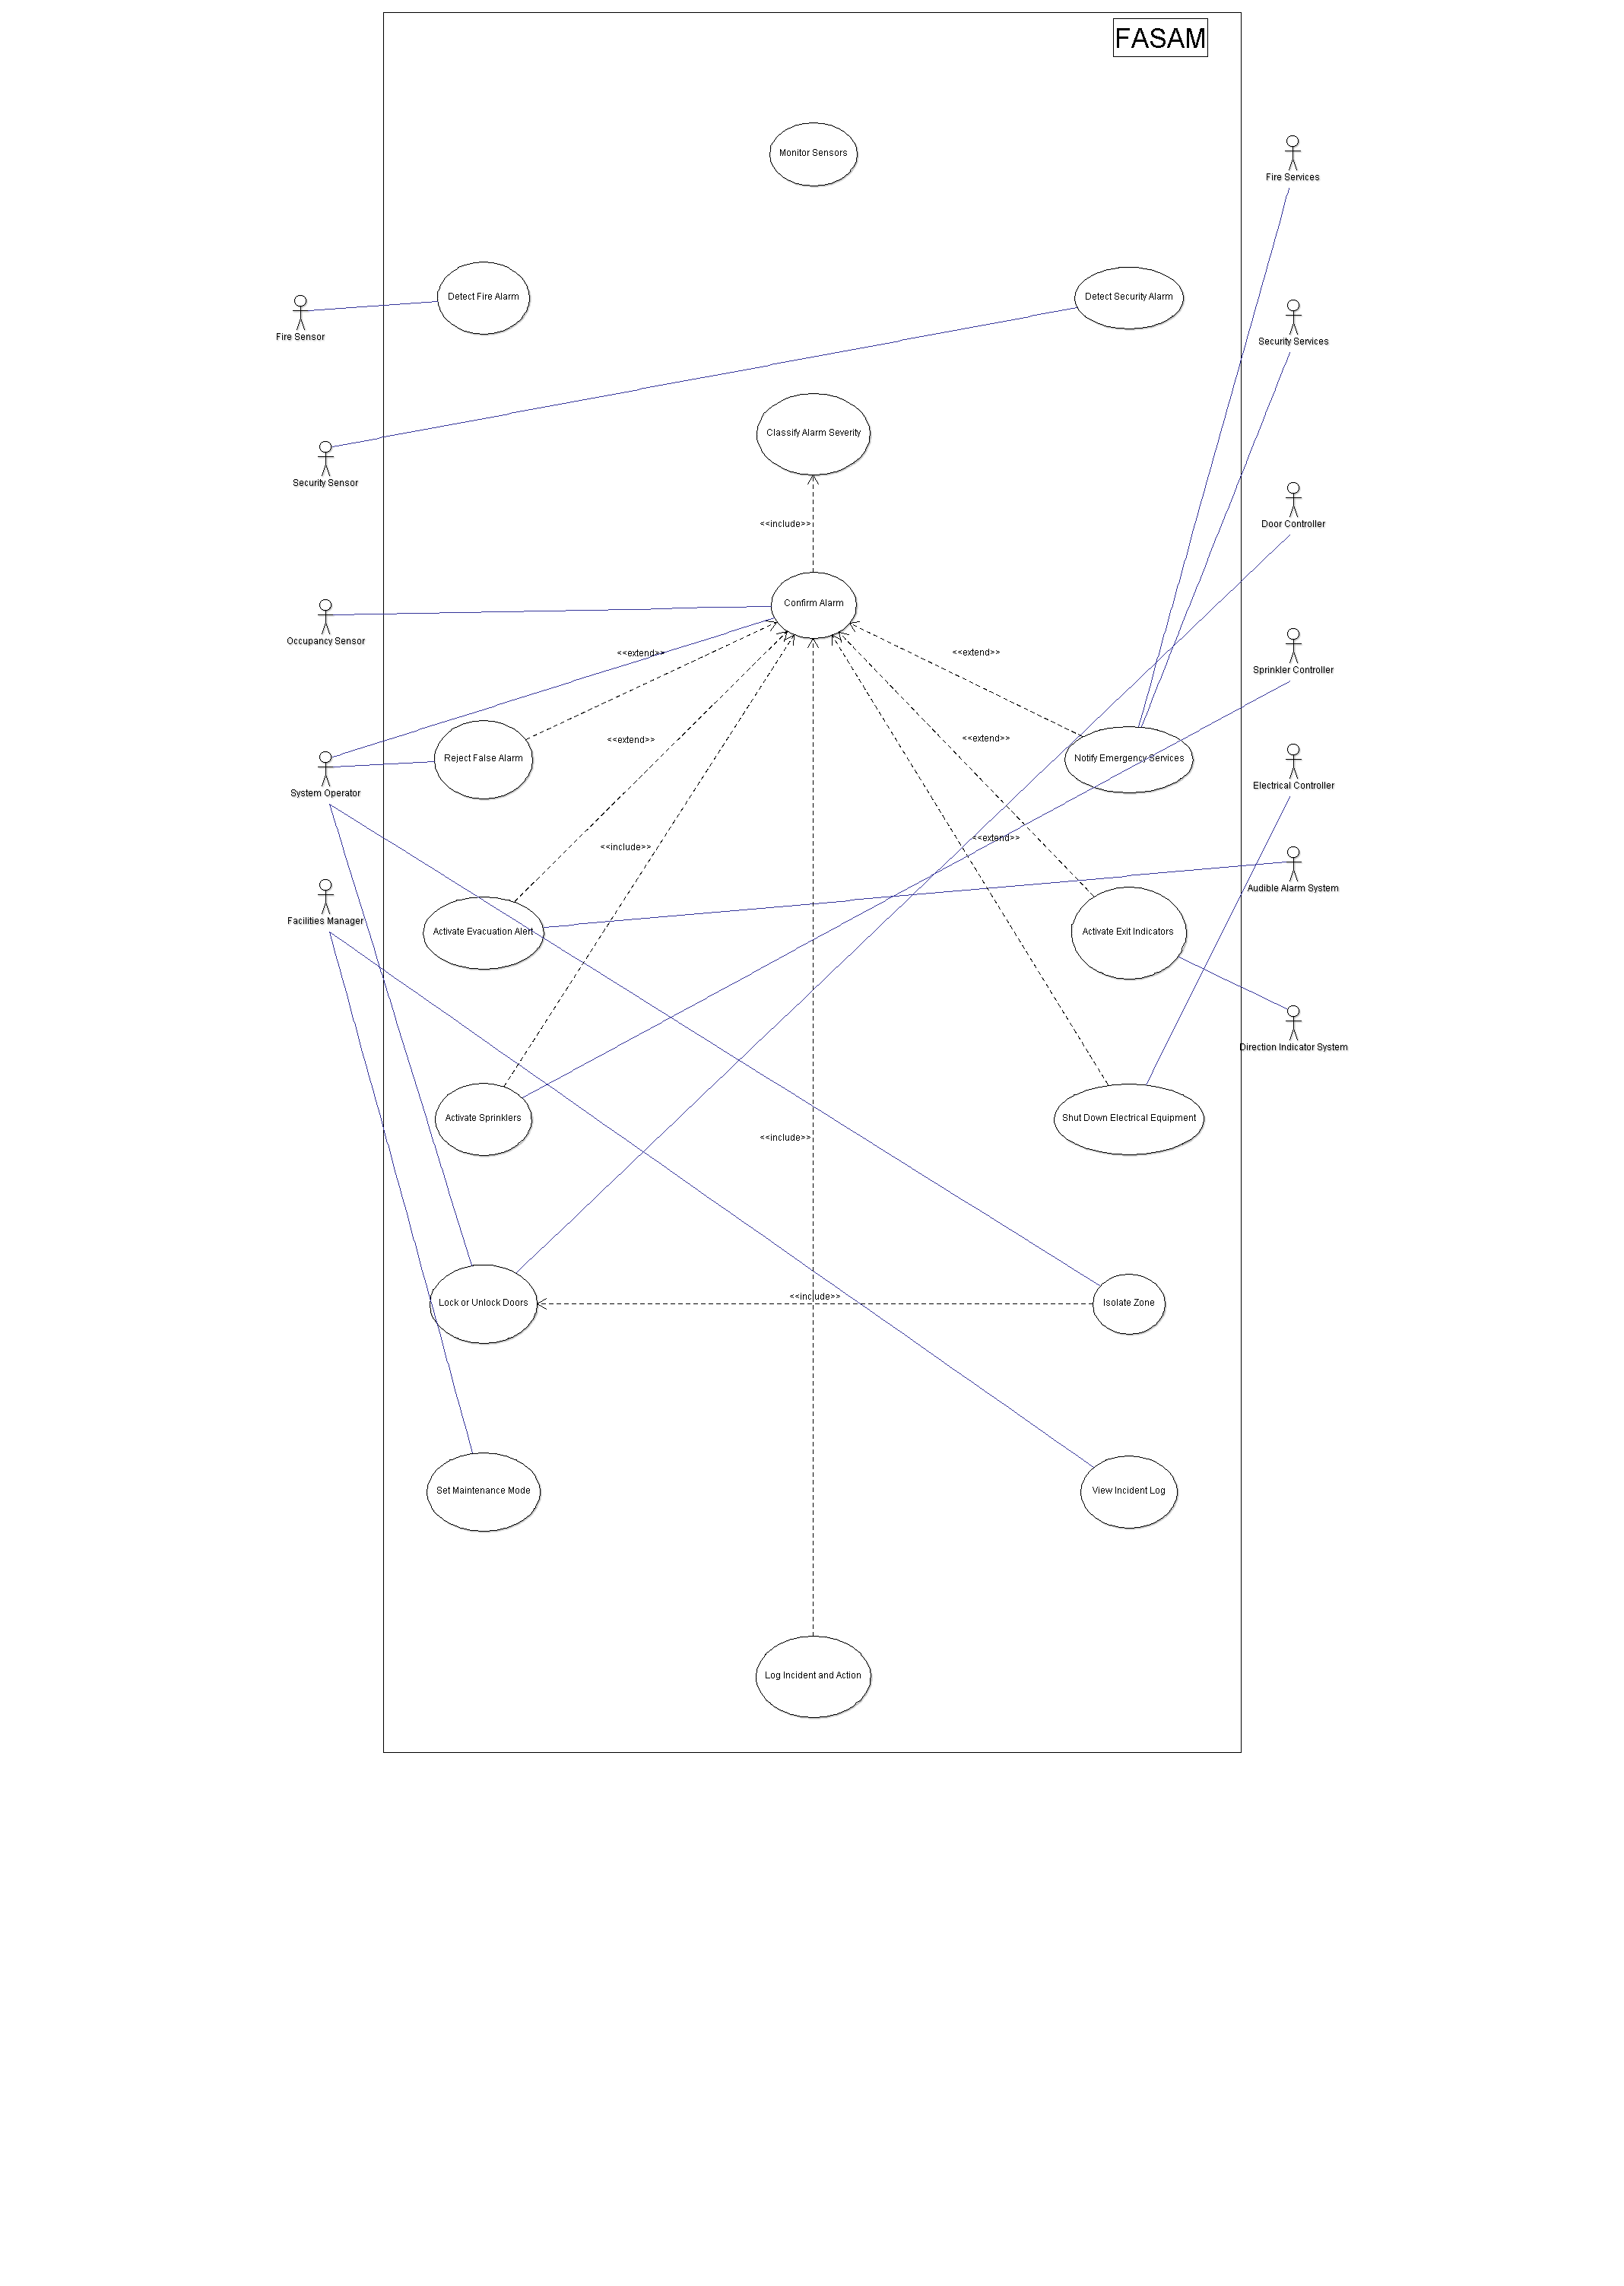 FASAM
Monitor Sensors
Fire Services
Detect Fire Alarm
Detect Security Alarm
Fire Sensor
Security Services
Classify Alarm Severity
Security Sensor
<<include>>
Door Controller
Confirm Alarm
Occupancy Sensor
<<extend>>
<<extend>>
Sprinkler Controller
<<extend>>
<<extend>>
Reject False Alarm
Notify Emergency Services
System Operator
Electrical Controller
<<extend>>
<<include>>
Audible Alarm System
Facilities Manager
Activate Evacuation Alert
Activate Exit Indicators
Direction Indicator System
Activate Sprinklers
Shut Down Electrical Equipment
<<include>>
<<include>>
Lock or Unlock Doors
Isolate Zone
Set Maintenance Mode
View Incident Log
Log Incident and Action